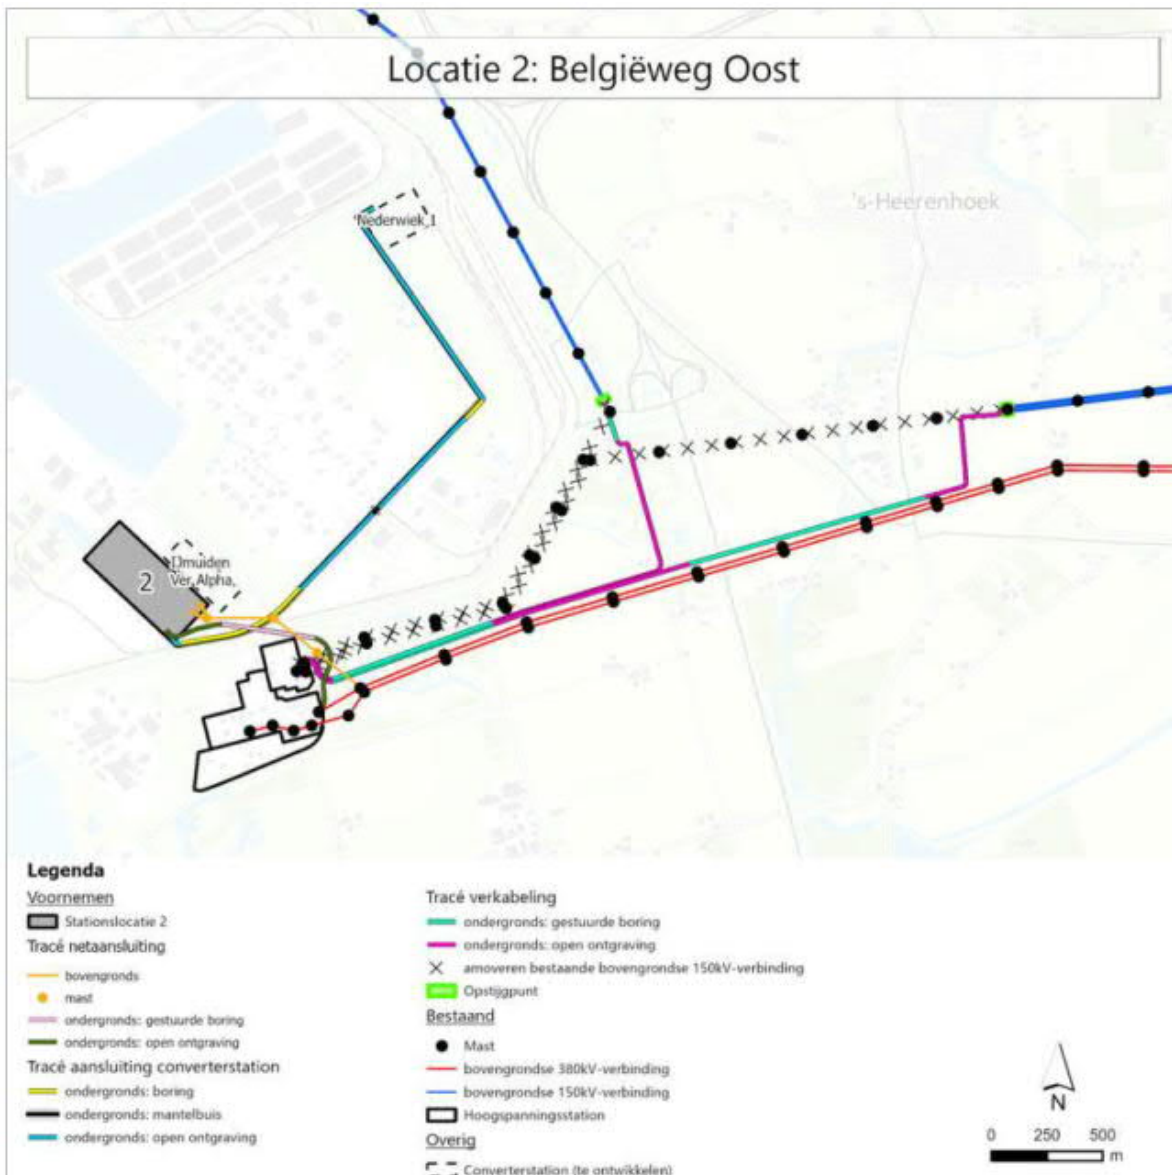 Locatie 2: Belgiëweg Oost
's-Heerenhoek
Nederwiek 1
IJmuiden
Ver Alpha
2
Legenda
Voornemen
Stationslocatie 2
Tracé netaansluiting
bovengronds
mast
ondergronds: gestuurde boring
ondergronds: open ontgraving
Tracé aansluiting converterstation
ondergronds: boring
ondergronds: mantelbuis
ondergronds: open ontgraving
Tracé verkabeling
ondergronds: gestuurde boring
ondergronds: open ontgraving
amoveren bestaande bovengrondse 150kV-verbinding
Opstijgpunt
Bestaand
Mast
bovengrondse 380kV-verbinding
bovengrondse 150kV-verbinding
Hoogspanningsstation
Overig
Converterstation (te ontwikkelen)
N
0 250 500
m